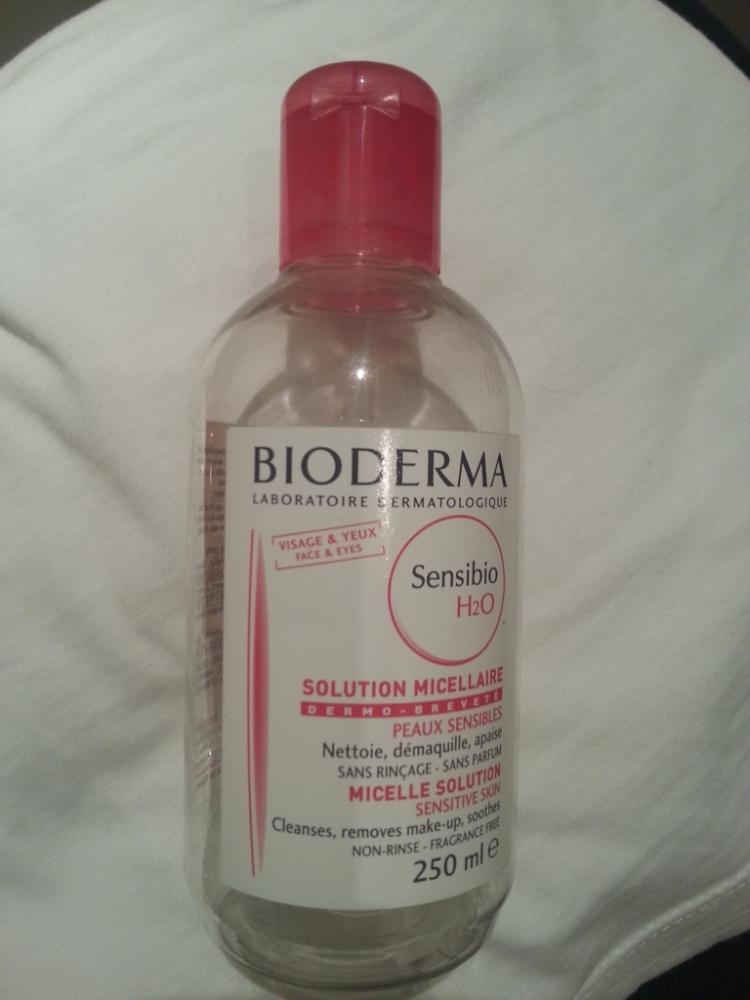 BIODERMA
LABORATOIRE DERMATOLOGIQUE
VISAGE & YEUX
FACE & EYES
Sensibio
H2O
SOLUTION MICELLAIRE
DERMO-BREVETÉ
PEAUX SENSIBLES
Nettoie, démaquille, apaise
SANS RINÇAGE - SANS PARFUM
MICELLE SOLUTION
SENSITIVE SKIN
Cleanses, removes make-up, soothes
NON-RINSE - FRAGRANCE FREE
250 ml e